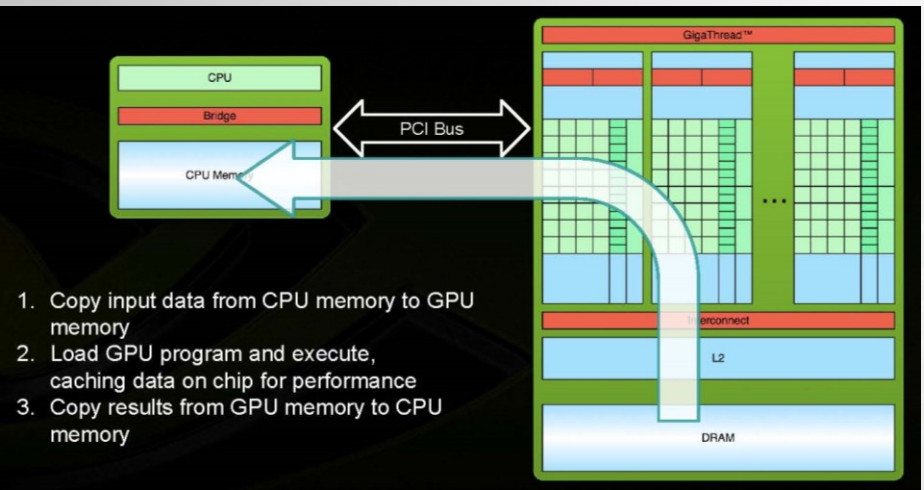 GigaThread™
CPU
Bridge
PCI Bus
CPU Memory
...
Interconnect
L2
DRAM
1. Copy input data from CPU memory to GPU
memory
2. Load GPU program and execute,
caching data on chip for performance
3. Copy results from GPU memory to CPU
memory